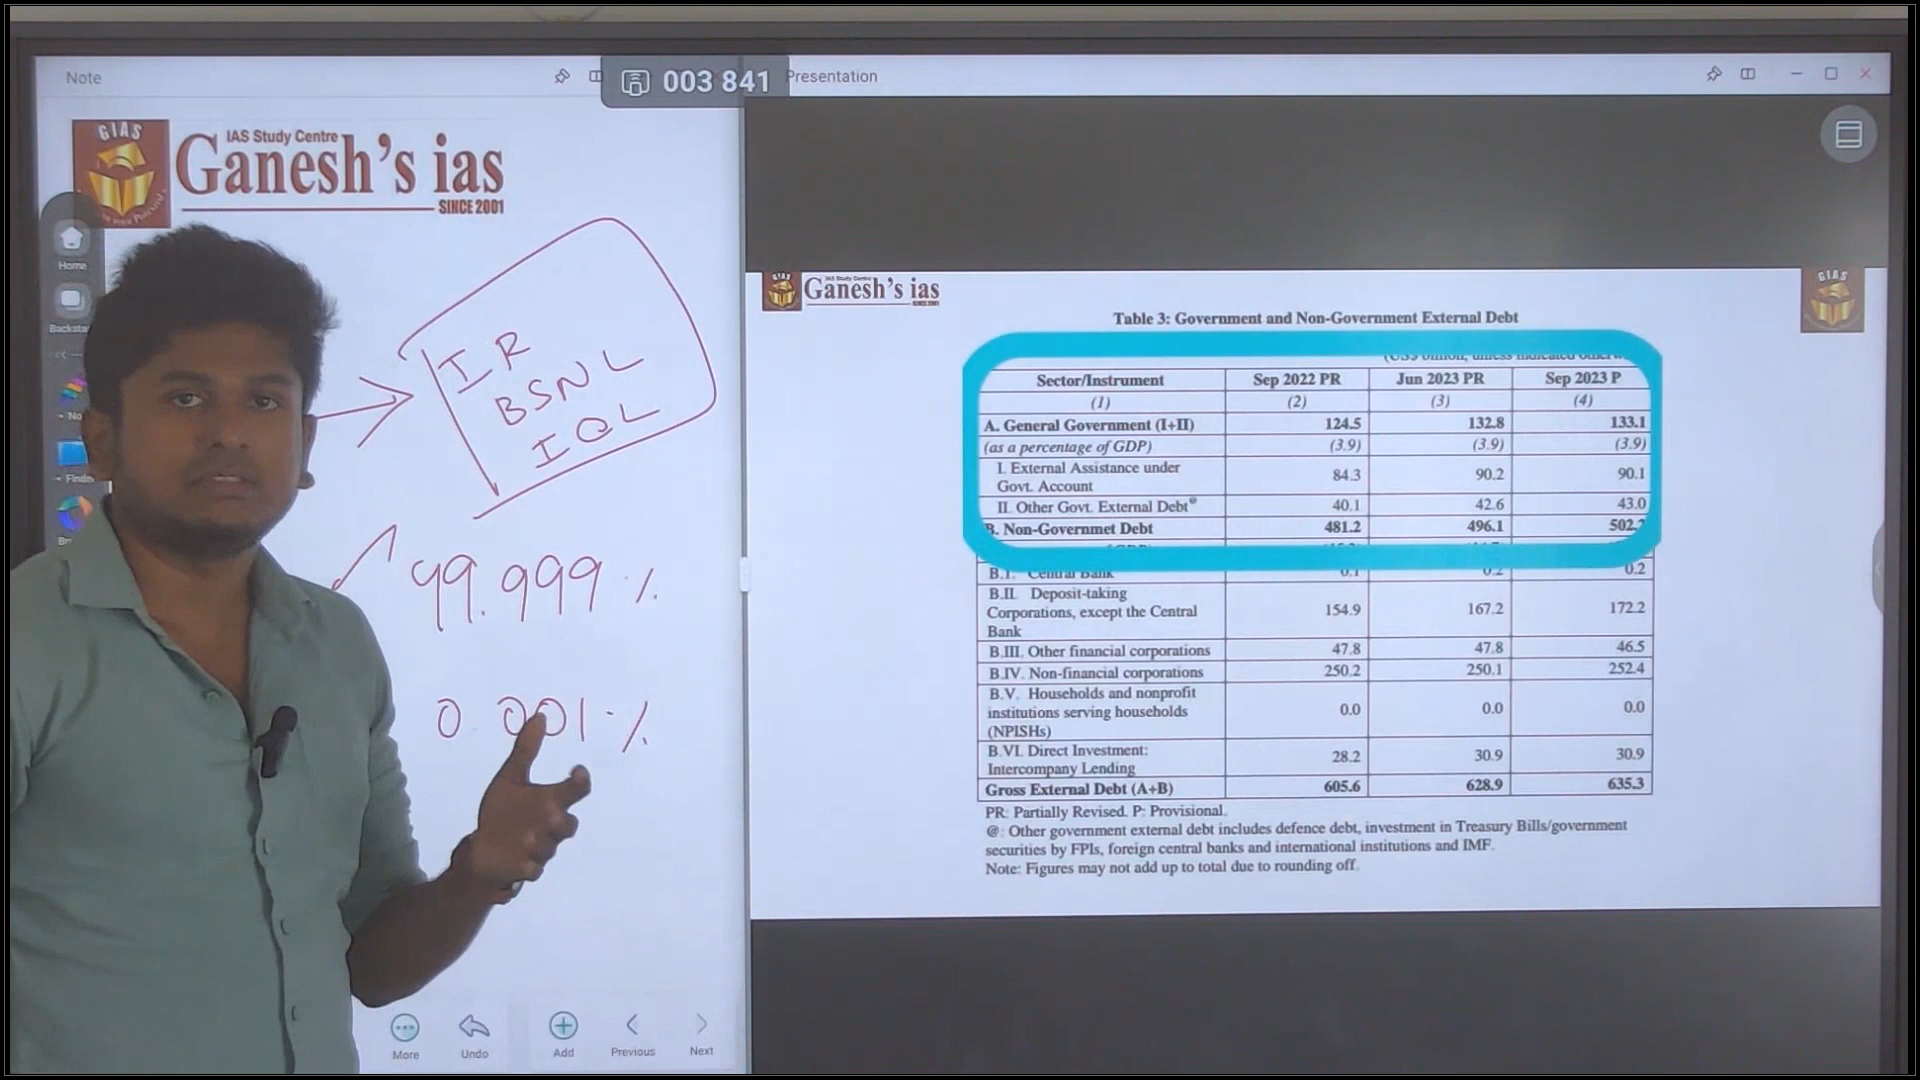 Note
003 841
Presentation
GIAS
IAS Study Centre
Ganesh's ias
SINCE 2001
Home
IR
BSNL
IOL
99.999 %
0 001 %
More
Undo
Add
Previous
Next
GIAS
Ganesh's ias
GIAS
Table 3: Government and Non-Government External Debt
Sector/Instrument Sep 2022 PR Jun 2023 PR Sep 2023 P
(1) (2) (3) (4)
A. General Government (I+II) 124.5 132.8 133.1
(as a percentage of GDP) (3.9) (3.9) (3.9)
I. External Assistance under
Govt. Account 84.3 90.2 90.1
II. Other Govt. External Debt@ 40.1 42.6 43.0
B. Non-Governmet Debt 481.2 496.1 502.
B.I. Central Bank 0.1 0.2 0.2
B.II. Deposit-taking
Corporations, except the Central
Bank 154.9 167.2 172.2
B.III. Other financial corporations 47.8 47.8 46.5
B.IV. Non-financial corporations 250.2 250.1 252.4
B.V. Households and nonprofit
institutions serving households
(NPISHs) 0.0 0.0 0.0
B.VI. Direct Investment:
Intercompany Lending 28.2 30.9 30.9
Gross External Debt (A+B) 605.6 628.9 635.3
PR: Partially Revised. P: Provisional.
@: Other government external debt includes defence debt, investment in Treasury Bills/government
securities by FPIs, foreign central banks and international institutions and IMF.
Note: Figures may not add up to total due to rounding off.